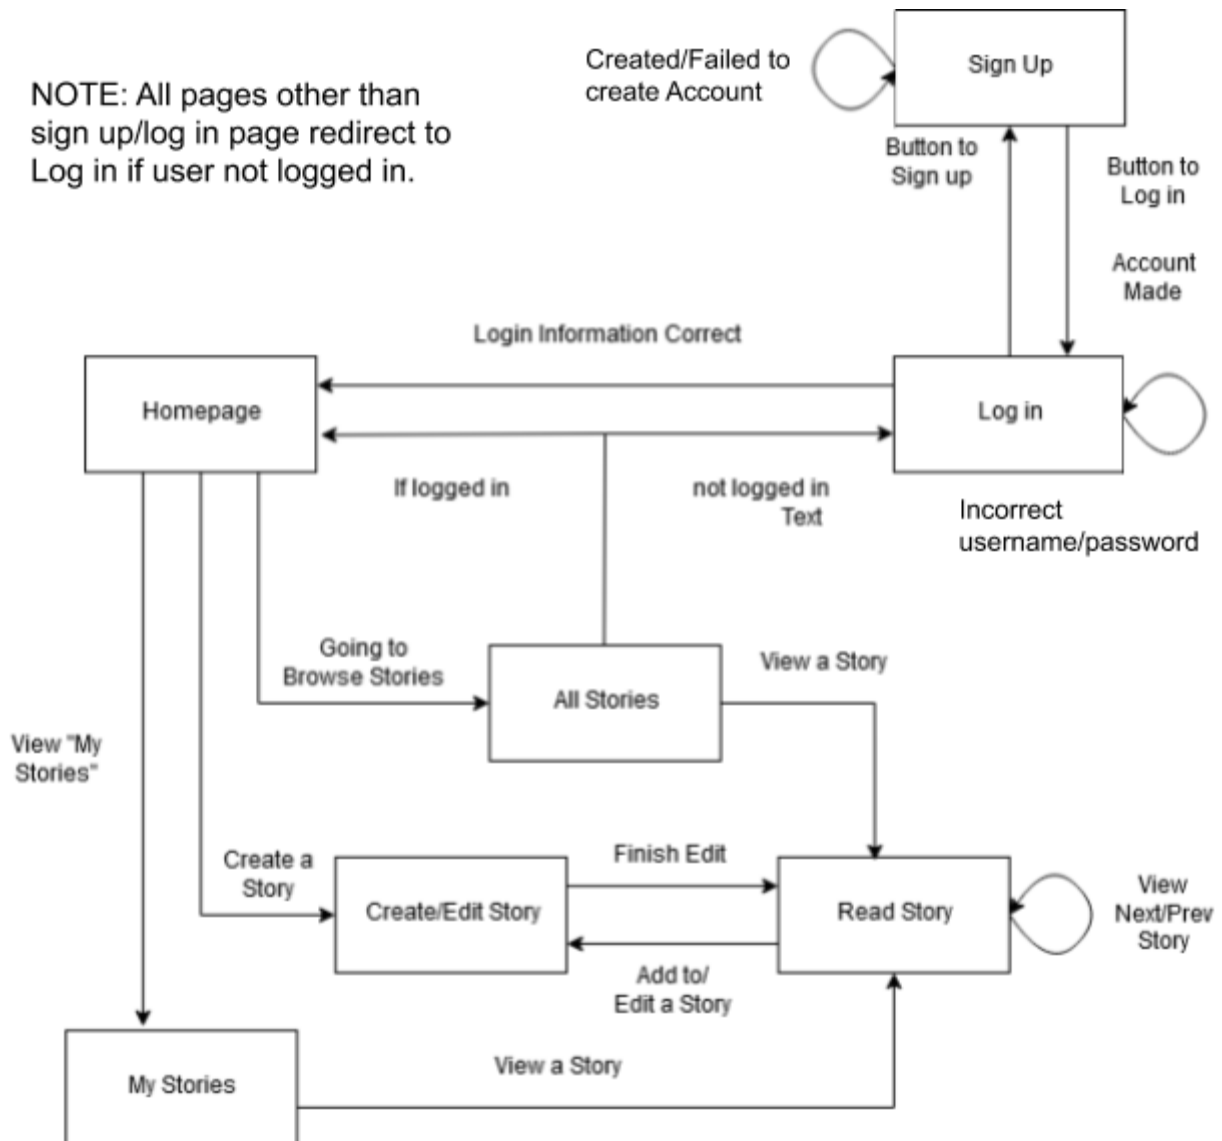 Created/Failed to
create Account
Sign Up
NOTE: All pages other than
sign up/log in page redirect to
Log in if user not logged in.
Button to
Sign up
Button to
Log in
Account
Made
Login Information Correct
Homepage
Log in
If logged in
not logged in
Text
Incorrect
username/password
Going to
Browse Stories
All Stories
View a Story
View "My
Stories"
Create a
Story
Create/Edit Story
Finish Edit
Read Story
View
Next/Prev
Story
Add to/
Edit a Story
My Stories
View a Story